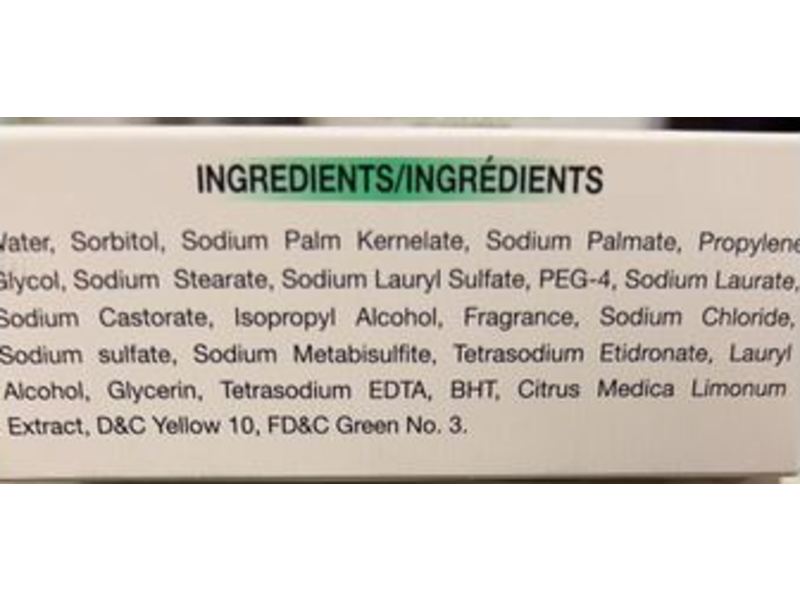 INGREDIENTS/INGRÉDIENTS
Water, Sorbitol, Sodium Palm Kernelate, Sodium Palmate, Propylene
Glycol, Sodium Stearate, Sodium Lauryl Sulfate, PEG-4, Sodium Laurate,
Sodium Castorate, Isopropyl Alcohol, Fragrance, Sodium Chloride,
Sodium sulfate, Sodium Metabisulfite, Tetrasodium Etidronate, Lauryl
Alcohol, Glycerin, Tetrasodium EDTA, BHT, Citrus Medica Limonum
Extract, D&C Yellow 10, FD&C Green No. 3.